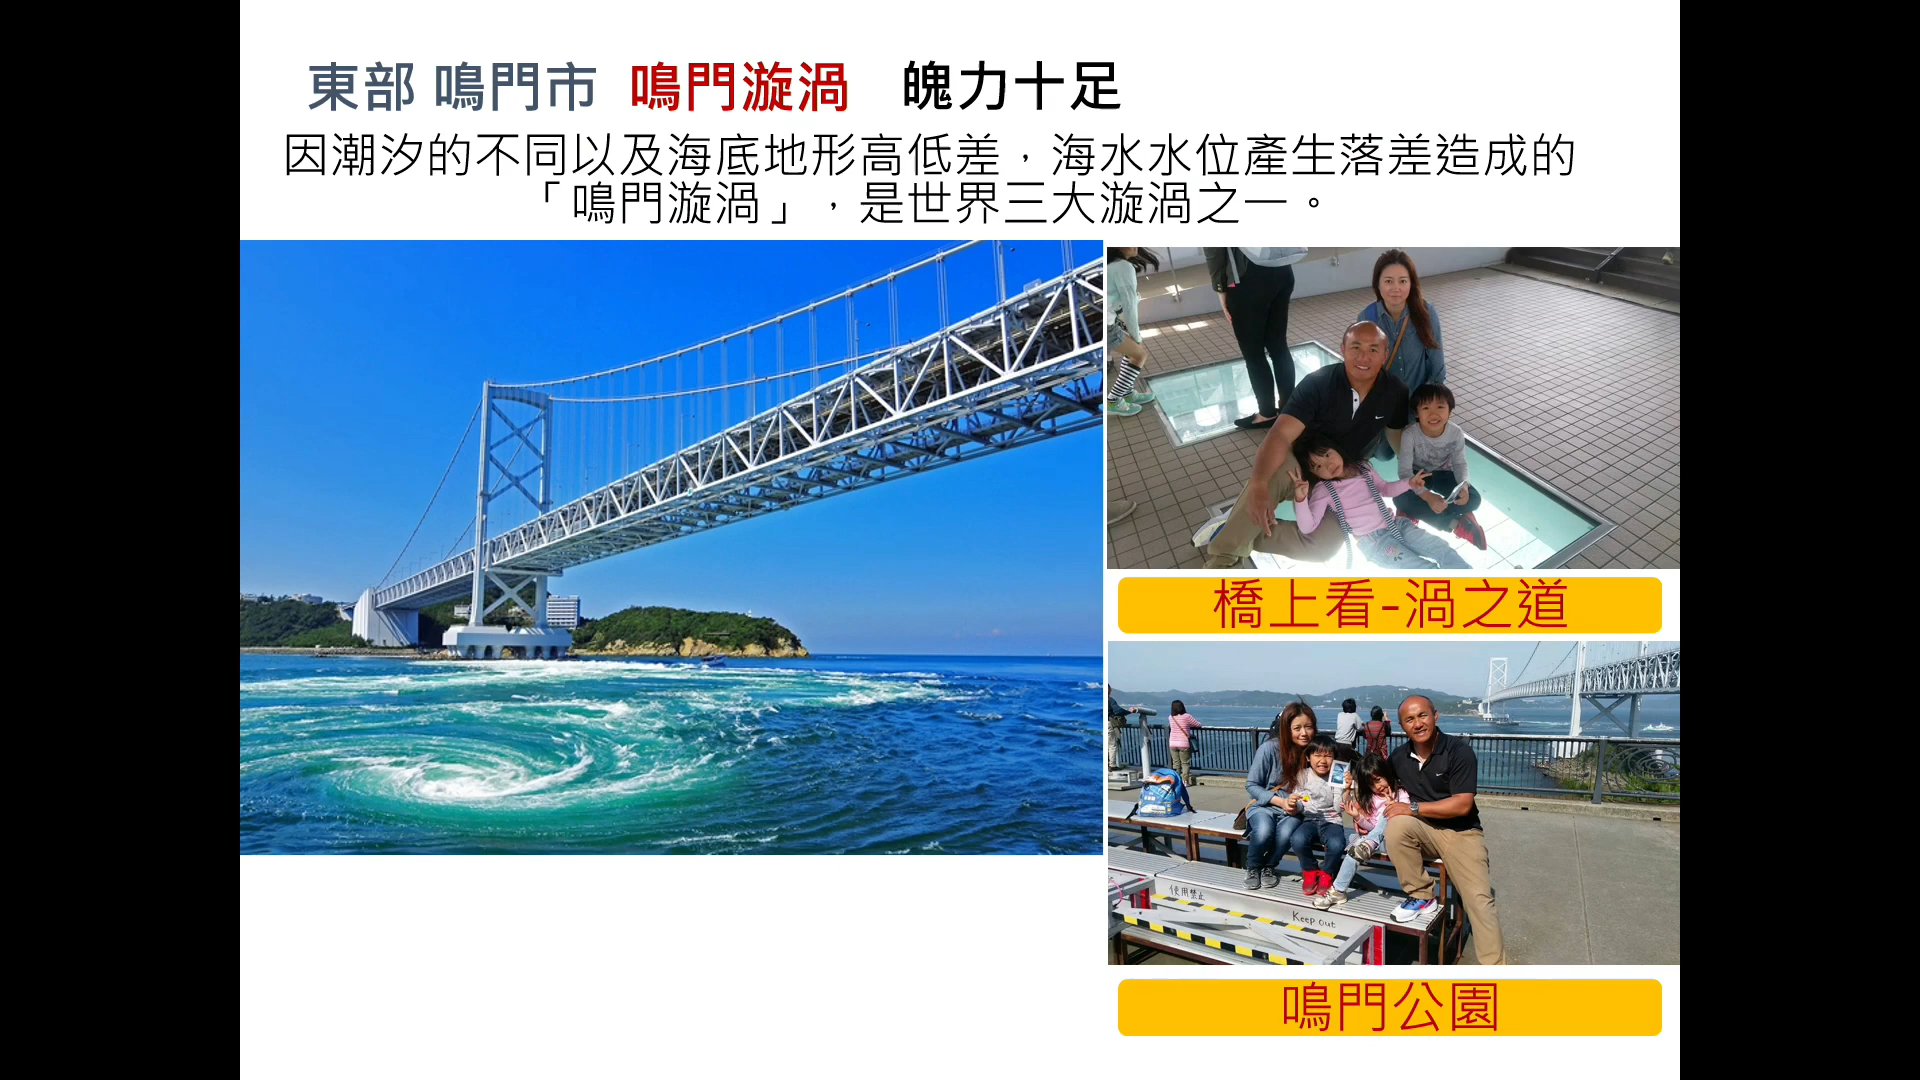 東部 鳴門市 鳴門漩渦 魄力十足
因潮汐的不同以及海底地形高低差，海水水位產生落差造成的
「鳴門漩渦」，是世界三大漩渦之一。
橋上看-渦之道
使用禁止
Keep out
鳴門公園